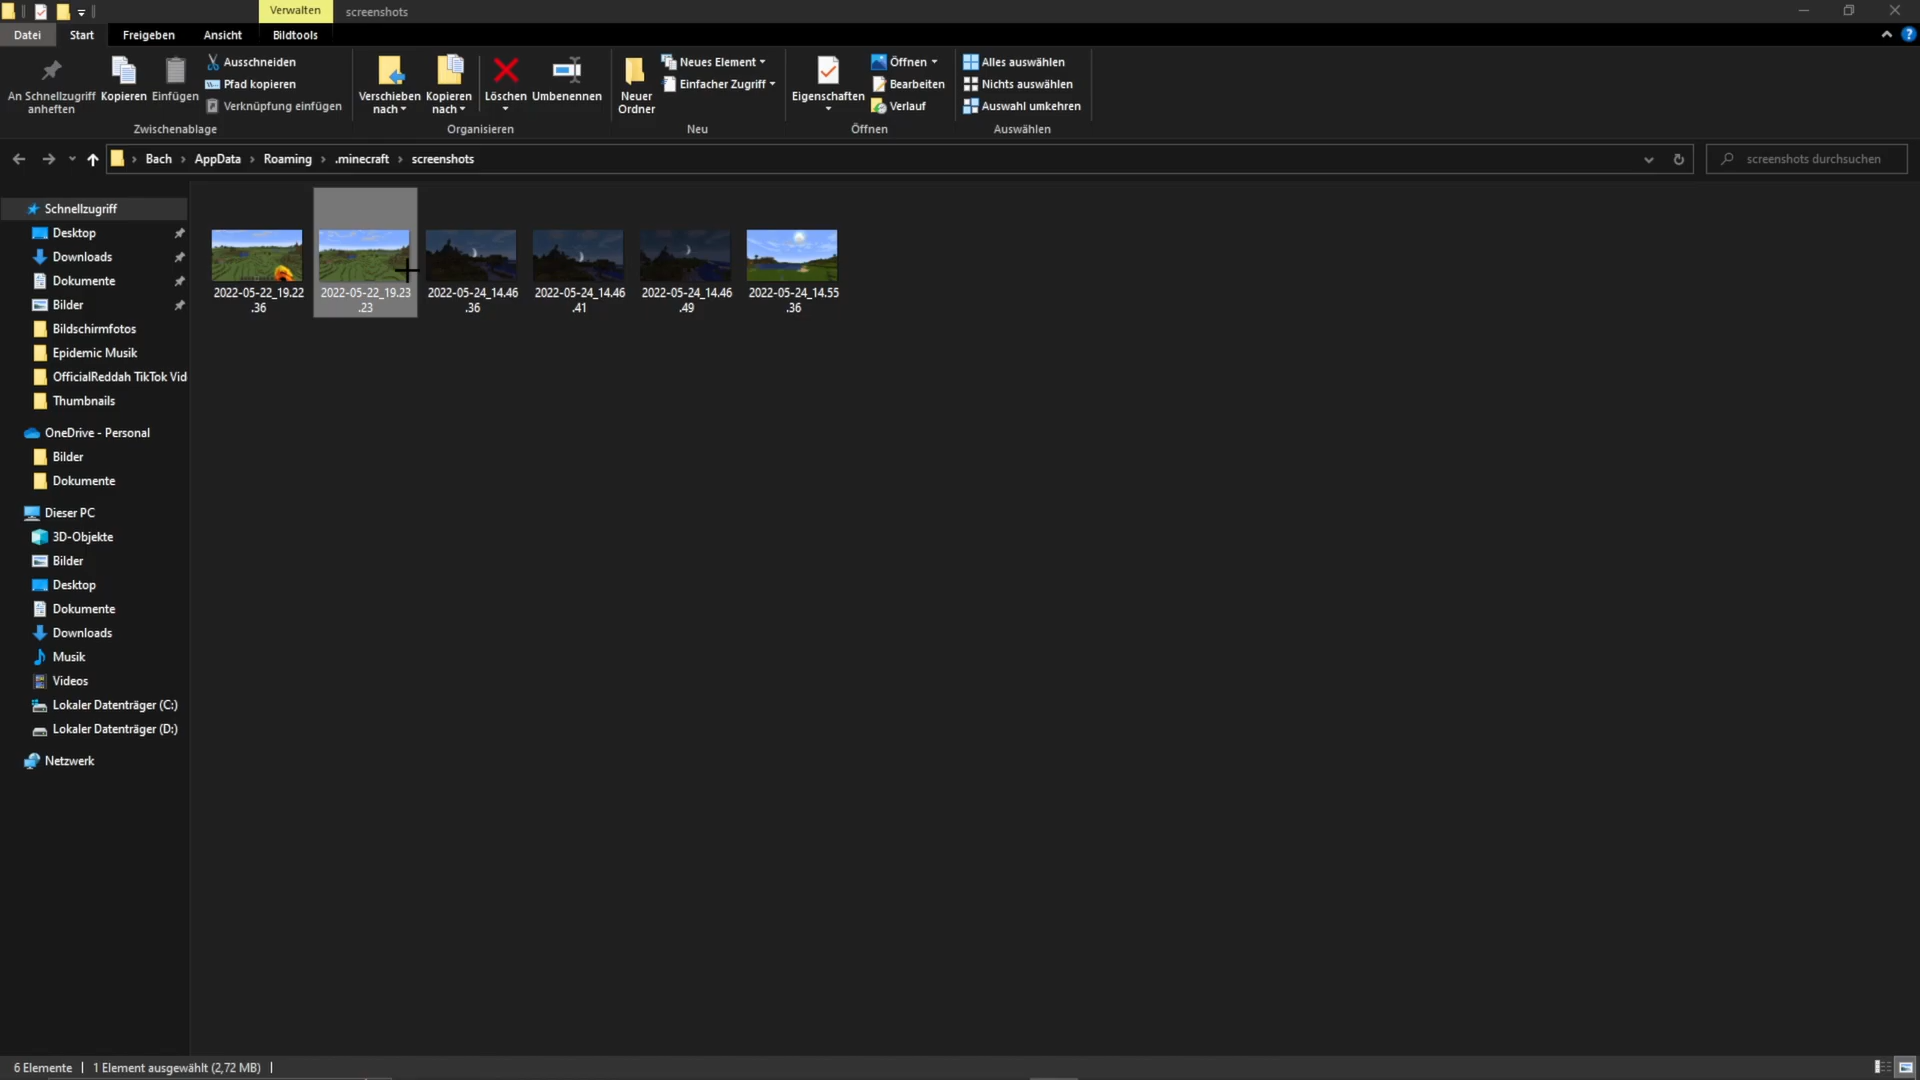 Verwalten
screenshots
Datei
Start
Freigeben
Ansicht
Bildtools
An Schnellzugriff
anheften
Kopieren
Einfügen
Ausschneiden
Pfad kopieren
Verknüpfung einfügen
Zwischenablage
Verschieben
nach
Kopieren
nach
Löschen
Umbenennen
Organisieren
Neuer
Ordner
Neues Element
Einfacher Zugriff
Neu
Eigenschaften
Öffnen
Bearbeiten
Verlauf
Öffnen
Alles auswählen
Nichts auswählen
Auswahl umkehren
Auswählen
Bach › AppData › Roaming › .minecraft › screenshots
screenshots durchsuchen
Schnellzugriff
Desktop
Downloads
Dokumente
Bilder
Bildschirmfotos
Epidemic Musik
OfficialReddah TikTok Vid
Thumbnails
OneDrive - Personal
Bilder
Dokumente
Dieser PC
3D-Objekte
Bilder
Desktop
Dokumente
Downloads
Musik
Videos
Lokaler Datenträger (C:)
Lokaler Datenträger (D:)
Netzwerk
2022-05-22_19.22
.36
2022-05-22_19.23
.23
2022-05-24_14.46
.36
2022-05-24_14.46
.41
2022-05-24_14.46
.49
2022-05-24_14.55
.36
6 Elemente
1 Element ausgewählt (2,72 MB)